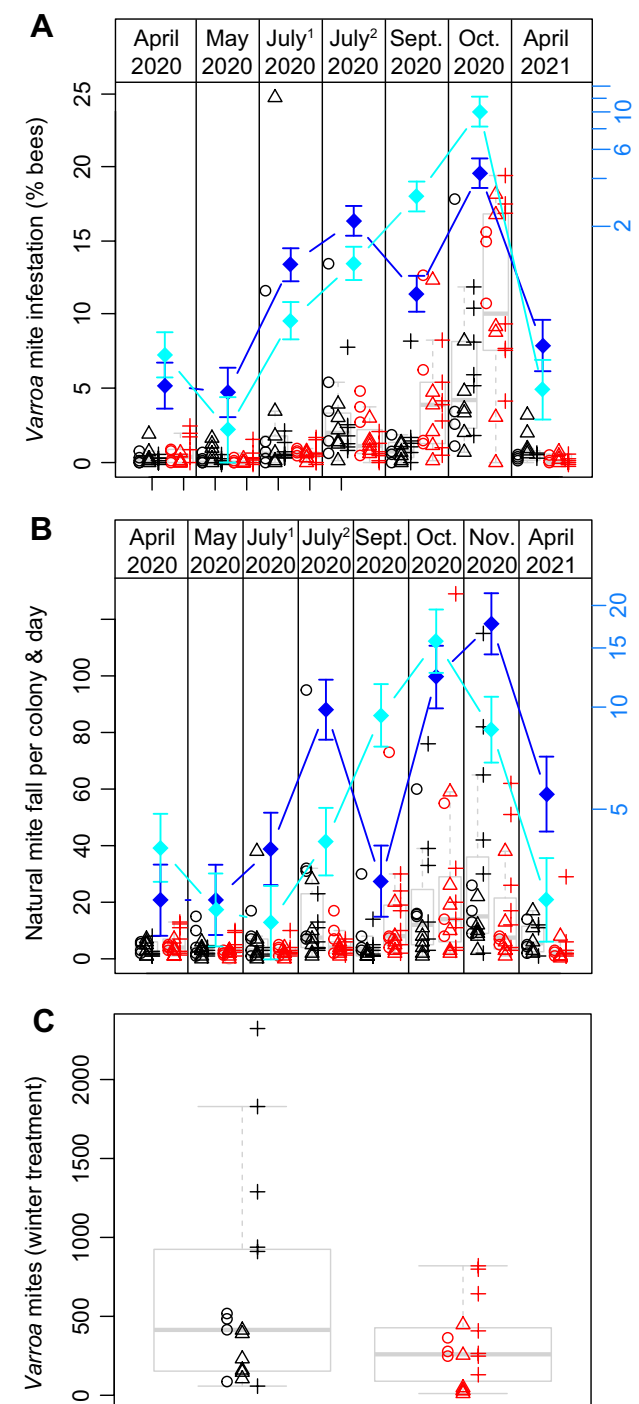 A
April May July¹ July² Sept. Oct. April
2020 2020 2020 2020 2020 2020 2021
Varroa mite infestation (% bees)
25
20
15
10
5
0
10
6
2
B
April May July¹ July² Sept. Oct. Nov. April
2020 2020 2020 2020 2020 2020 2020 2021
Natural mite fall per colony & day
100
80
60
40
20
0
20
15
10
5
C
Varroa mites (winter treatment)
2000
1500
1000
500
0